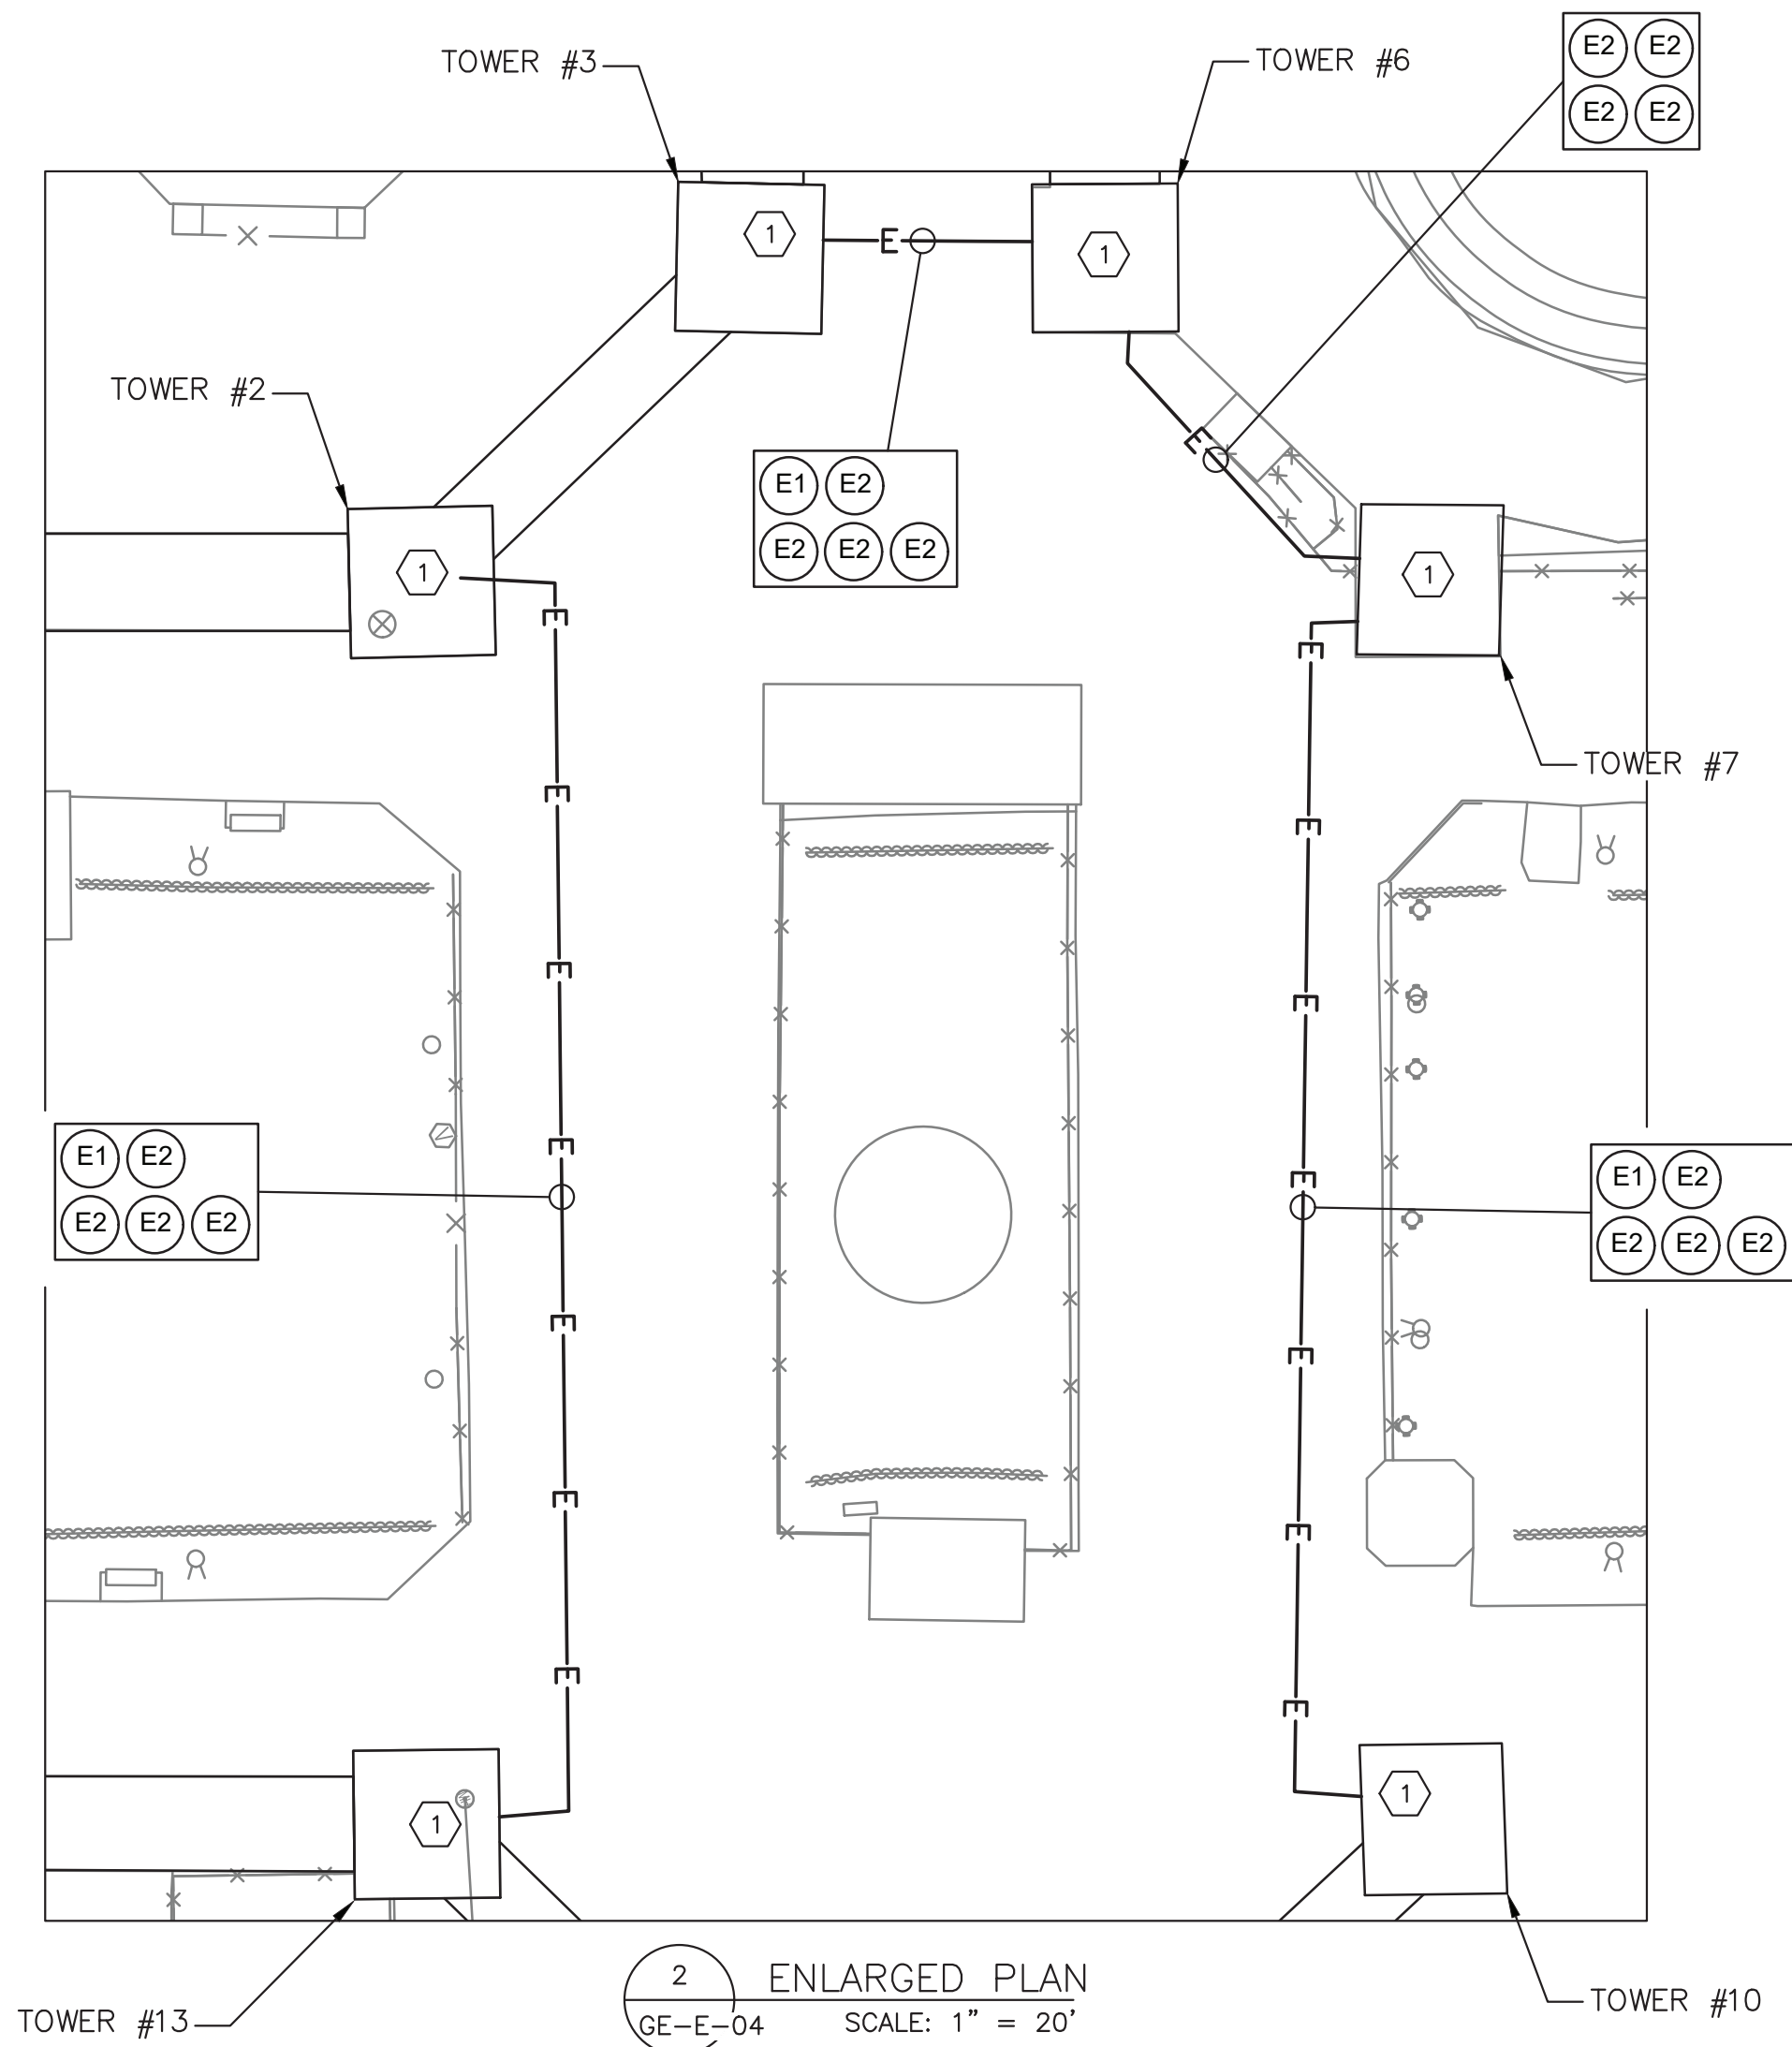 TOWER #3
TOWER #6
E2 E2
E2 E2
1
E
1
TOWER #2
E
E1 E2
E2 E2 E2
1
1
E
E
TOWER #7
E
E
E
E
E1 E2
E2 E2 E2
E
E
E1 E2
E2 E2 E2
E
E
E
E
E
E
1
1
TOWER #13
2
GE-E-04
ENLARGED PLAN
SCALE: 1" = 20'
TOWER #10